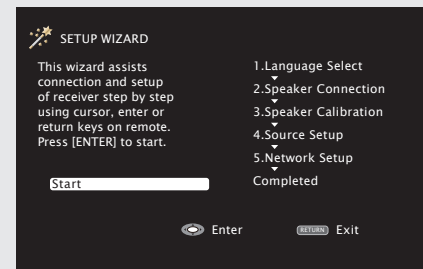 SETUP WIZARD
This wizard assists
connection and setup
of receiver step by step
using cursor, enter or
return keys on remote.
Press [ENTER] to start.
Start
1.Language Select
2.Speaker Connection
3.Speaker Calibration
4.Source Setup
5.Network Setup
Completed
Enter
RETURN Exit